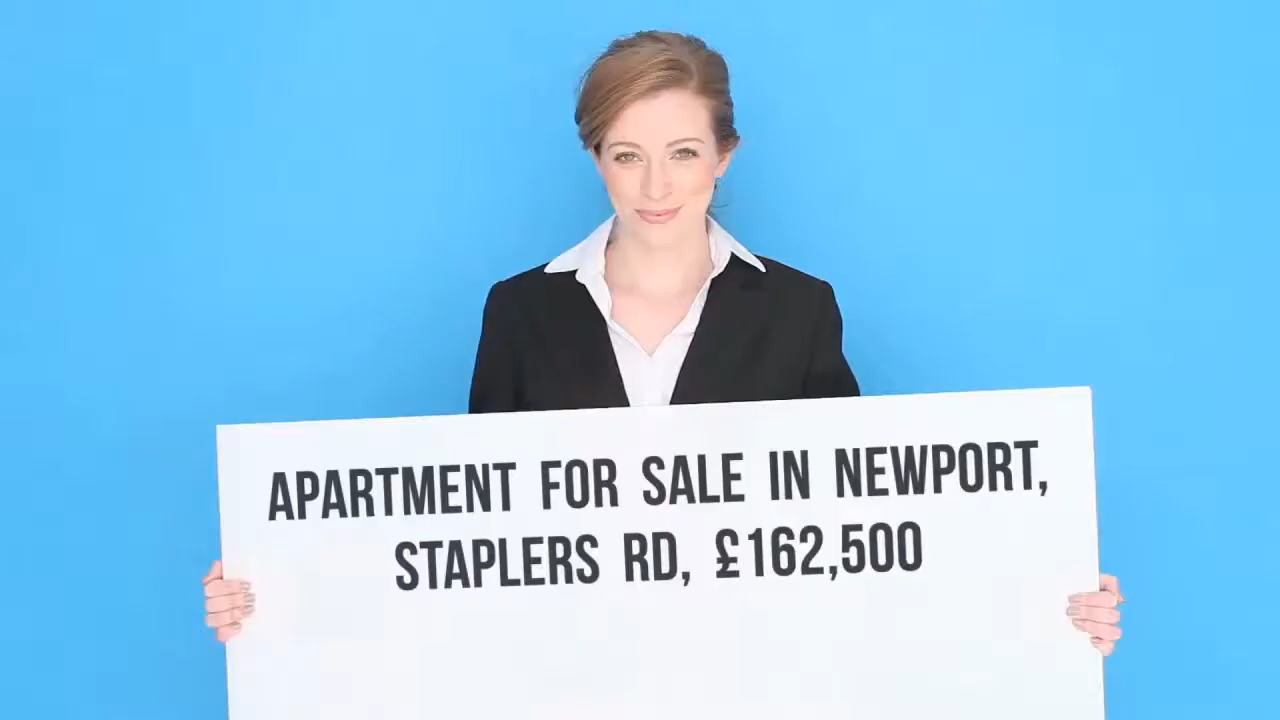 APARTMENT FOR SALE IN NEWPORT,
STAPLERS RD, £162,500